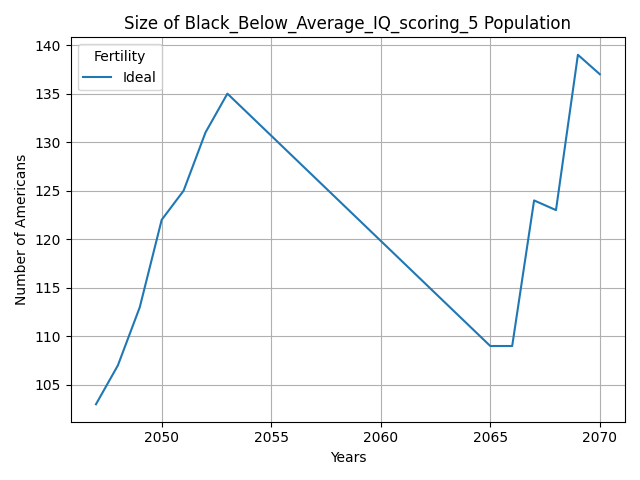 Size of Black_Below_Average_IQ_scoring_5 Population
Fertility
Ideal
Number of Americans
140
135
130
125
120
115
110
105
2050
2055
2060
2065
2070
Years